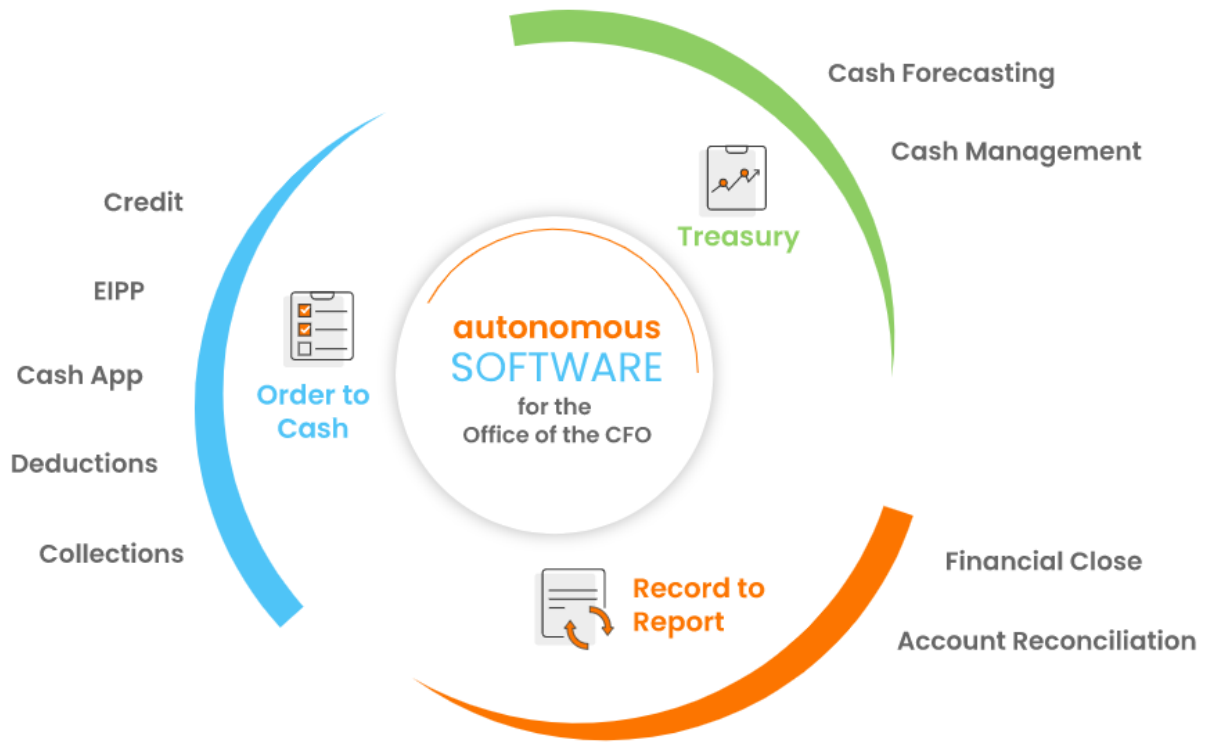 Cash Forecasting
Cash Management
Treasury
Credit
EIPP
Cash App
Deductions
Collections
Order to
Cash
autonomous
SOFTWARE
for the
Office of the CFO
Record to
Report
Financial Close
Account Reconciliation